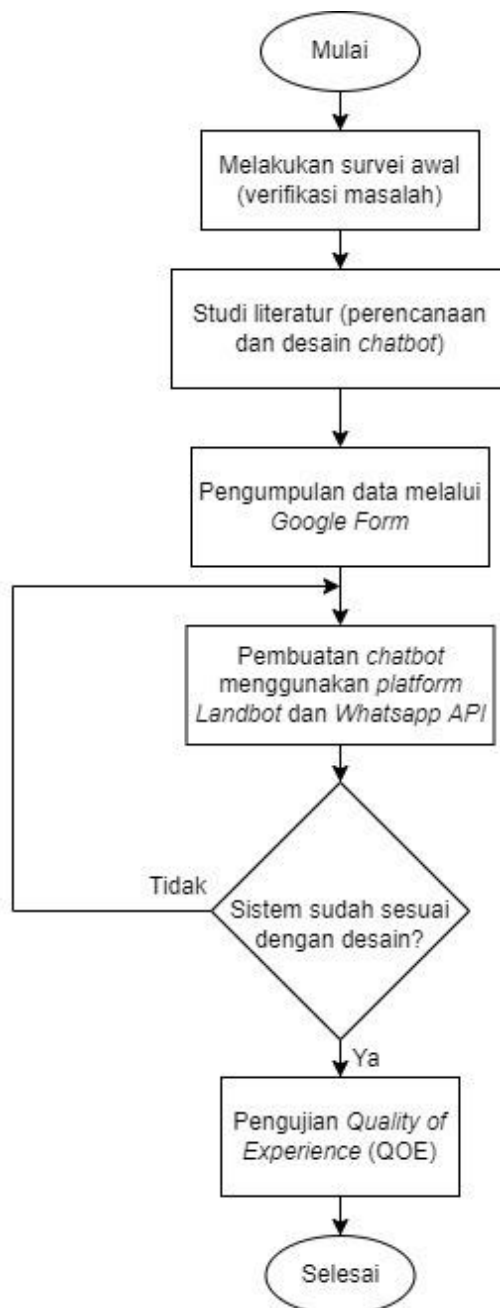 Mulai
Melakukan survei awal
(verifikasi masalah)
Studi literatur (perencanaan
dan desain chatbot)
Pengumpulan data melalui
Google Form
Pembuatan chatbot
menggunakan platform
Landbot dan Whatsapp API
Tidak
Sistem sudah sesuai
dengan desain?
Ya
Pengujian Quality of
Experience (QOE)
Selesai